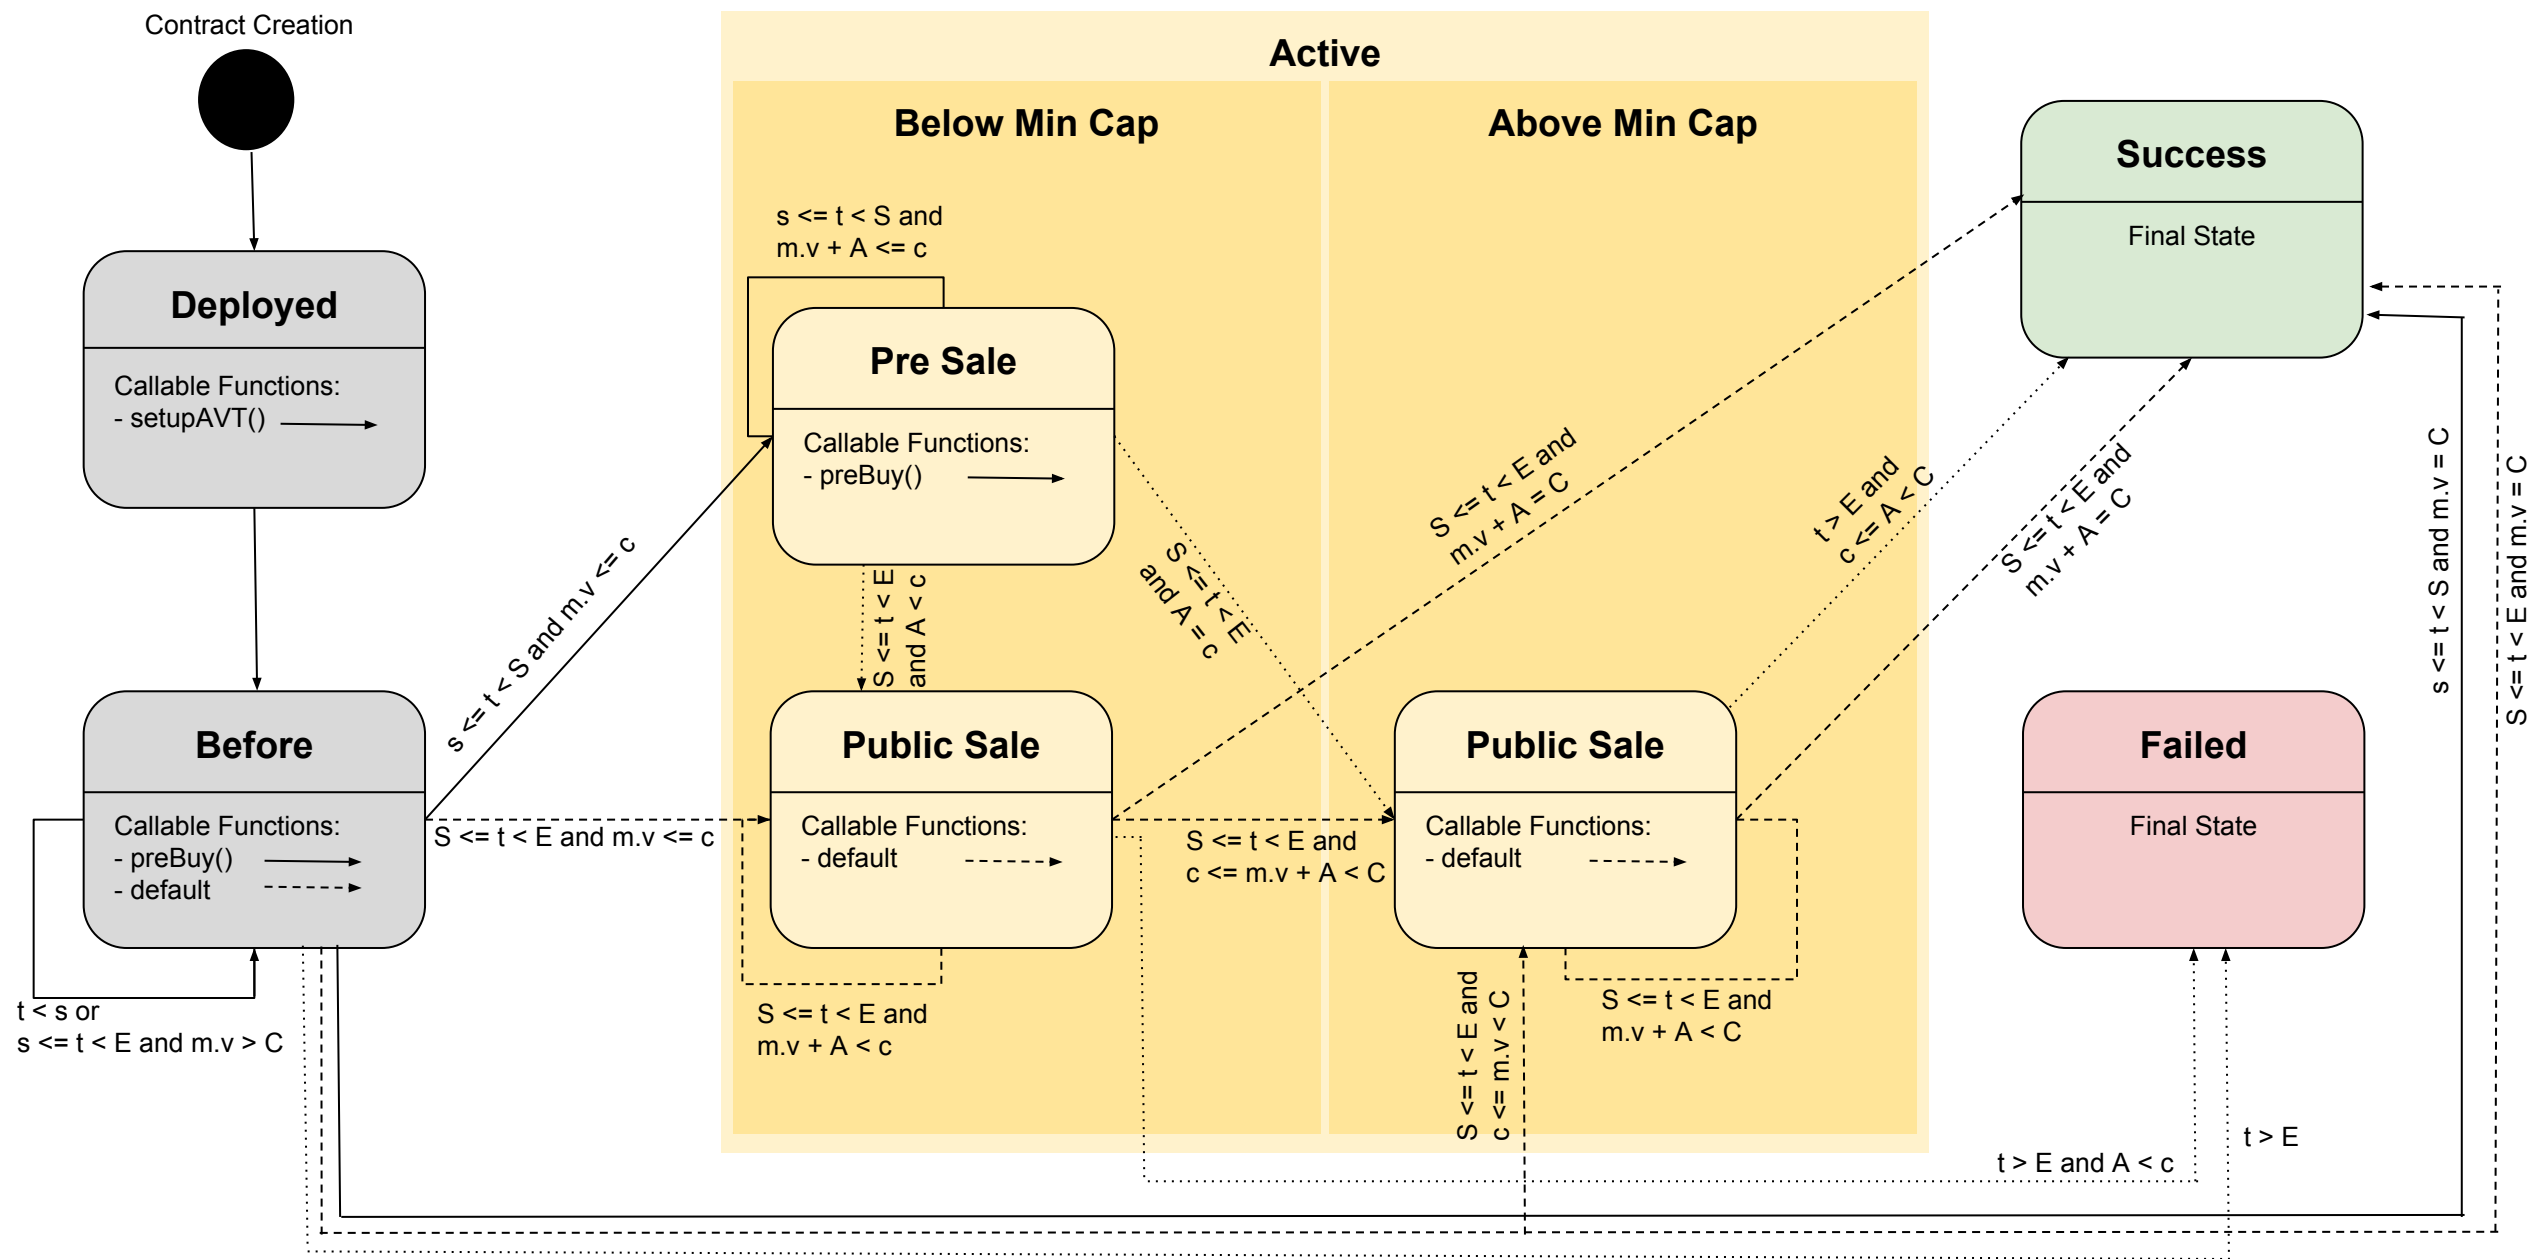 Contract Creation
Active
Below Min Cap
Above Min Cap
Success
Final State
s <= t < S and
m.v + A <= c
Deployed
Callable Functions:
- setupAVT()
Pre Sale
Callable Functions:
- preBuy()
s <= t < S and m.v <= c
S <= t < E
and A < c
S <= t < E
and A = c
S <= t < E and
m.v + A = C
t > E and
c <= A < C
S <= t < E and
m.v + A = C
s <= t < S and m.v = C
S <= t < E and m.v = C
Before
Callable Functions:
- preBuy()
- default
S <= t < E and m.v <= c
Public Sale
Callable Functions:
- default
S <= t < E and
c <= m.v + A < C
Public Sale
Callable Functions:
- default
Failed
Final State
t < s or
s <= t < E and m.v > C
S <= t < E and
m.v + A < c
S <= t < E and
c <= m.v < C
S <= t < E and
m.v + A < C
t > E and A < c
t > E